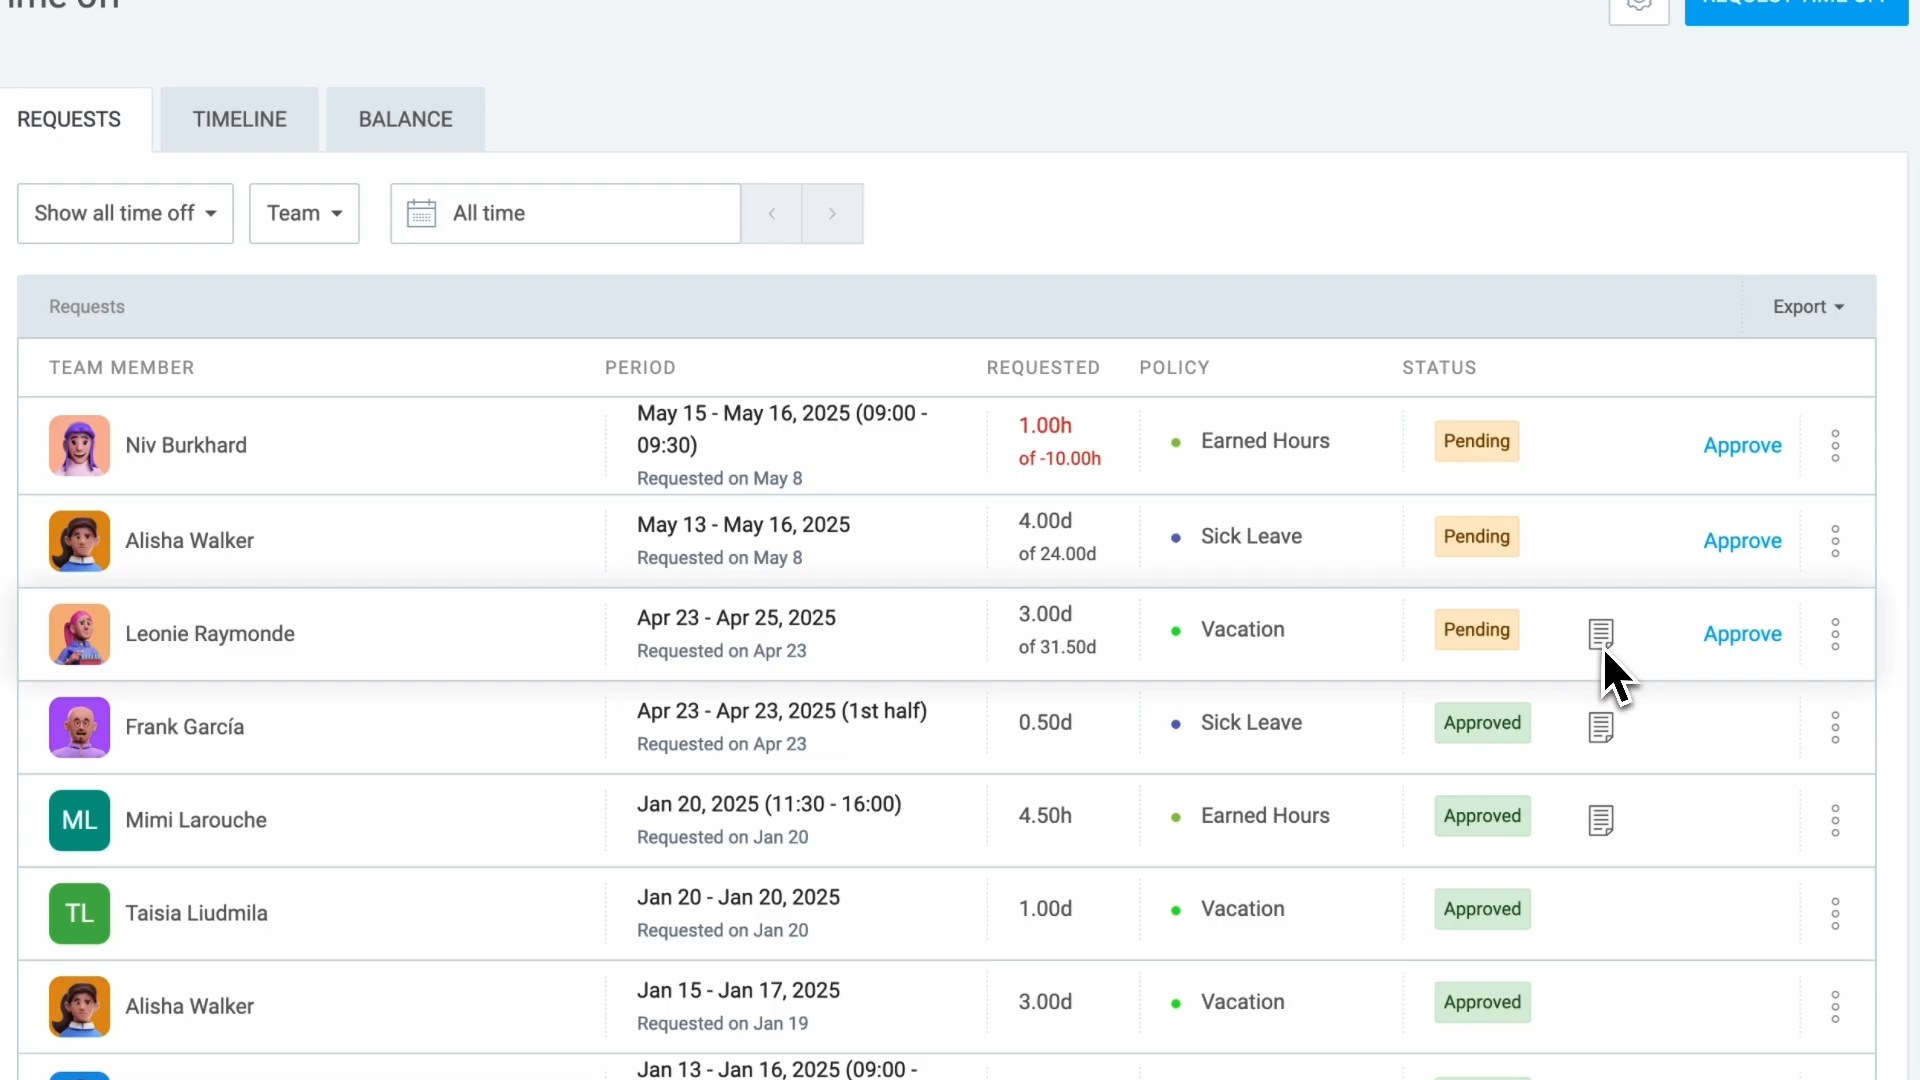 REQUESTS
TIMELINE
BALANCE
Show all time off
Team
All time
Requests
Export
TEAM MEMBER
PERIOD
REQUESTED
POLICY
STATUS
Niv Burkhard
May 15 - May 16, 2025 (09:00 -
09:30)
Requested on May 8
1.00h
of -10.00h
Earned Hours
Pending
Approve
Alisha Walker
May 13 - May 16, 2025
Requested on May 8
4.00d
of 24.00d
Sick Leave
Pending
Approve
Leonie Raymonde
Apr 23 - Apr 25, 2025
Requested on Apr 23
3.00d
of 31.50d
Vacation
Pending
Approve
Frank García
Apr 23 - Apr 23, 2025 (1st half)
Requested on Apr 23
0.50d
Sick Leave
Approved
ML
Mimi Larouche
Jan 20, 2025 (11:30 - 16:00)
Requested on Jan 20
4.50h
Earned Hours
Approved
TL
Taisia Liudmila
Jan 20 - Jan 20, 2025
Requested on Jan 20
1.00d
Vacation
Approved
Alisha Walker
Jan 15 - Jan 17, 2025
Requested on Jan 19
3.00d
Vacation
Approved
Jan 13 - Jan 16, 2025 (09:00 -